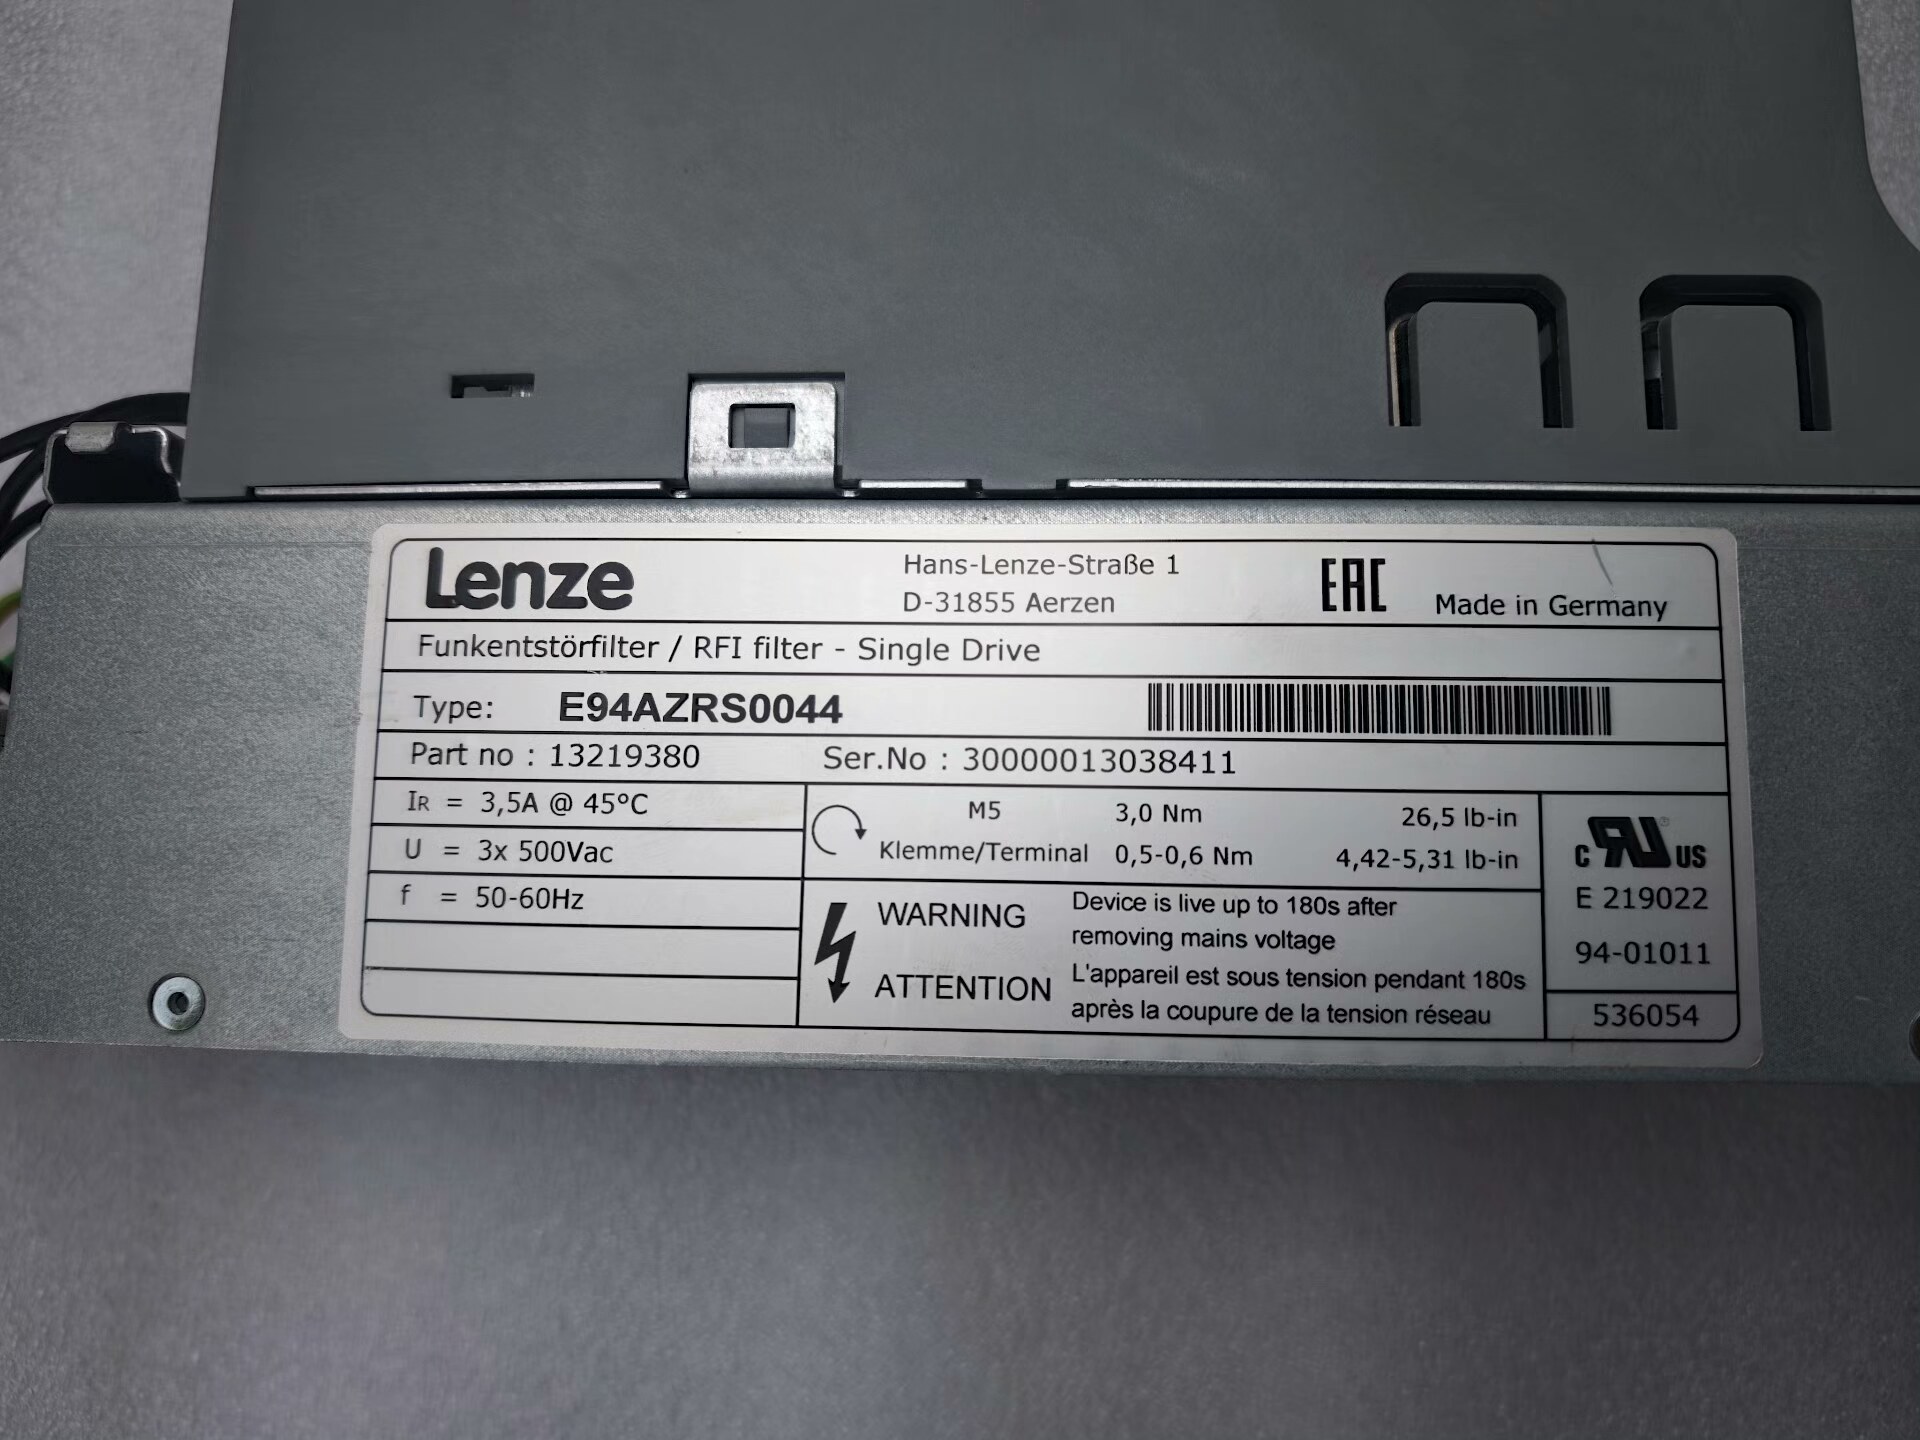 Lenze
Hans-Lenze-Straße 1
D-31855 Aerzen
EAC
Made in Germany
Funkentstörfilter / RFI filter - Single Drive
Type: E94AZRS0044
Part no : 13219380 Ser.No : 30000013038411
IR = 3,5A @ 45°C
U = 3x 500Vac
f = 50-60Hz
M5 3,0 Nm 26,5 lb-in
Klemme/Terminal 0,5-0,6 Nm 4,42-5,31 lb-in
WARNING Device is live up to 180s after
removing mains voltage
ATTENTION L'appareil est sous tension pendant 180s
après la coupure de la tension réseau
c RU ® US
E 219022
94-01011
536054